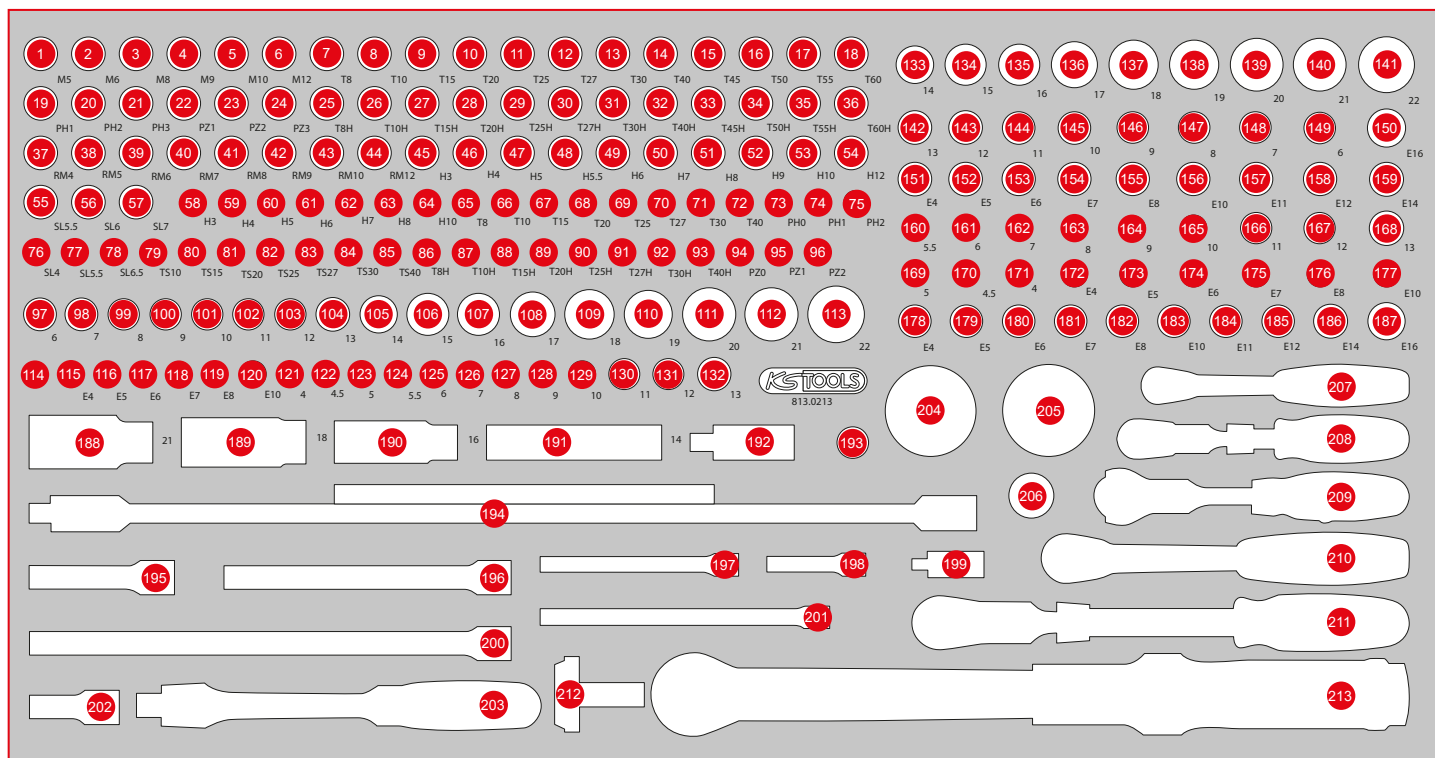 1 2 3 4 5 6 7 8 9 10 11 12 13 14 15 16 17 18
M5 M6 M8 M9 M10 M12 T8 T10 T15 T20 T25 T27 T30 T40 T45 T50 T55 T60
19 20 21 22 23 24 25 26 27 28 29 30 31 32 33 34 35 36
PH1 PH2 PH3 PZ1 PZ2 PZ3 T8H T10H T15H T20H T25H T27H T30H T40H T45H T50H T55H T60H
37 38 39 40 41 42 43 44 45 46 47 48 49 50 51 52 53 54
RM4 RM5 RM6 RM7 RM8 RM9 RM10 RM12 H3 H4 H5 H5.5 H6 H7 H8 H9 H10 H12
55 56 57 58 59 60 61 62 63 64 65 66 67 68 69 70 71 72 73 74 75
SL5.5 SL6 SL7 H3 H4 H5 H6 H7 H8 H10 T8 T10 T15 T20 T25 T27 T30 T40 PH0 PH1 PH2
76 77 78 79 80 81 82 83 84 85 86 87 88 89 90 91 92 93 94 95 96
SL4 SL5.5 SL6.5 TS10 TS15 TS20 TS25 TS27 TS30 TS40 T8H T10H T15H T20H T25H T27H T30H T40H PZ0 PZ1 PZ2
97 98 99 100 101 102 103 104 105 106 107 108 109 110 111 112 113
6 7 8 9 10 11 12 13 14 15 16 17 18 19 20 21 22
114 115 116 117 118 119 120 121 122 123 124 125 126 127 128 129 130 131 132
E4 E5 E6 E7 E8 E10 4 4.5 5 5.5 6 7 8 9 10 11 12 13
KS TOOLS
813.0213
133 134 135 136 137 138 139 140 141
14 15 16 17 18 19 20 21 22
142 143 144 145 146 147 148 149 150
13 12 11 10 9 8 7 6 E16
151 152 153 154 155 156 157 158 159
E4 E5 E6 E7 E8 E10 E11 E12 E14
160 161 162 163 164 165 166 167 168
5.5 6 7 8 9 10 11 12 13
169 170 171 172 173 174 175 176 177
5 4.5 4 E4 E5 E6 E7 E8 E10
178 179 180 181 182 183 184 185 186 187
E4 E5 E6 E7 E8 E10 E11 E12 E14 E16
188 21 189 18 190 16 191 14 192 193
194
195 196 197 198 199
200 201
202 203
204 205
206
207
208
209
210
211
212 213